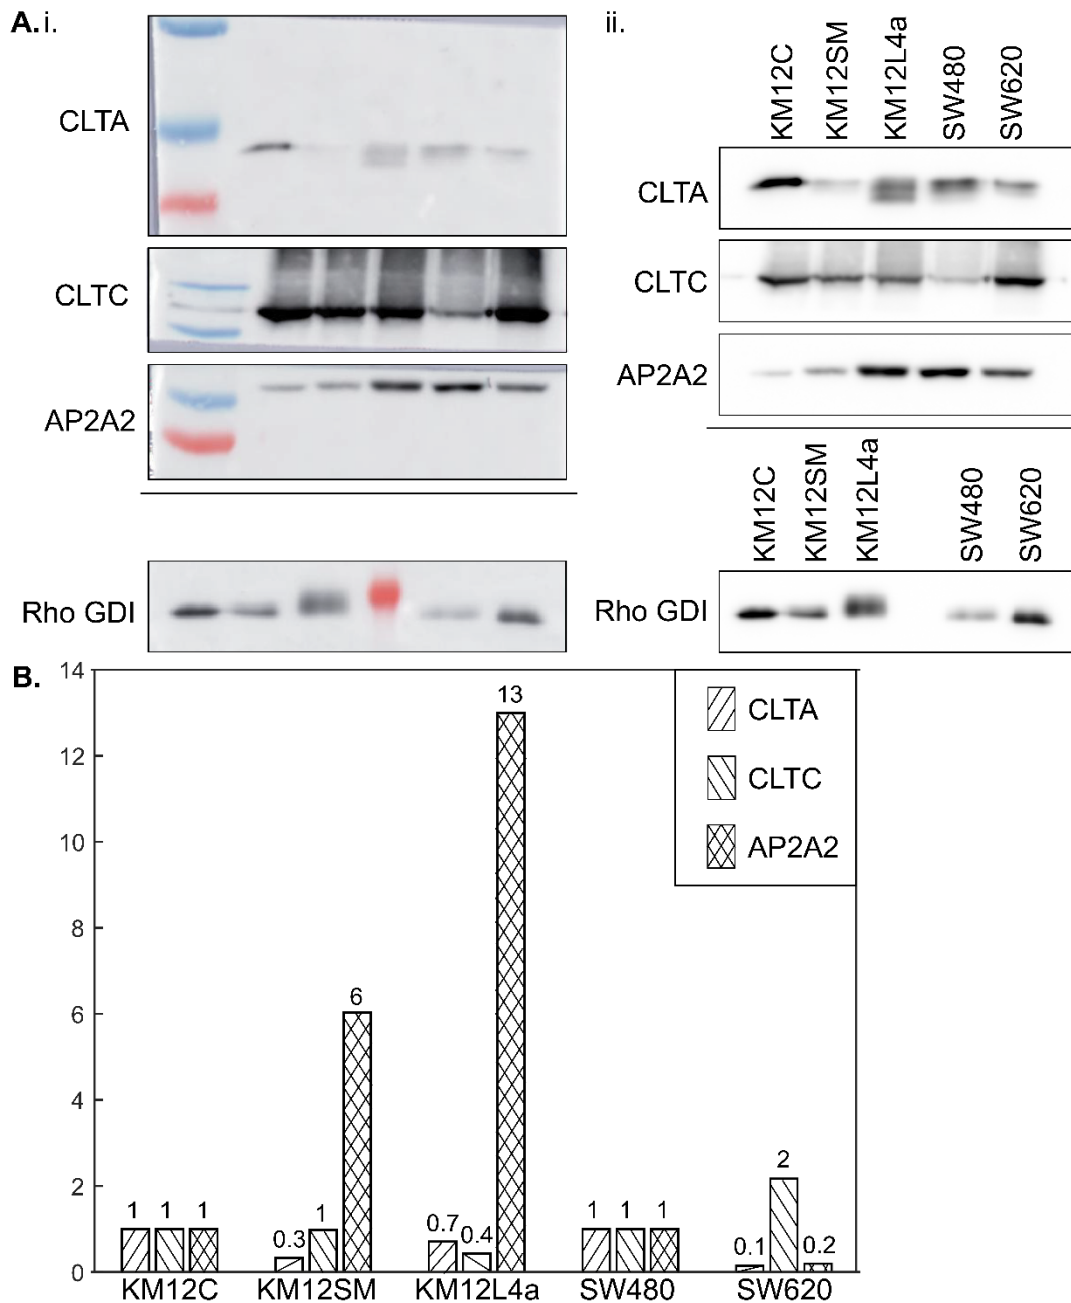 A. i.
CLTA
CLTC
AP2A2
Rho GDI
ii.
KM12C
KM12SM
KM12L4a
SW480
SW620
CLTA
CLTC
AP2A2
KM12C
KM12SM
KM12L4a
SW480
SW620
Rho GDI
B.
14
12
10
8
6
4
2
0
CLTA
CLTC
AP2A2
1 1 1
0.3 1 6
0.7 0.4 13
1 1 1
0.1 2 0.2
KM12C KM12SM KM12L4a SW480 SW620